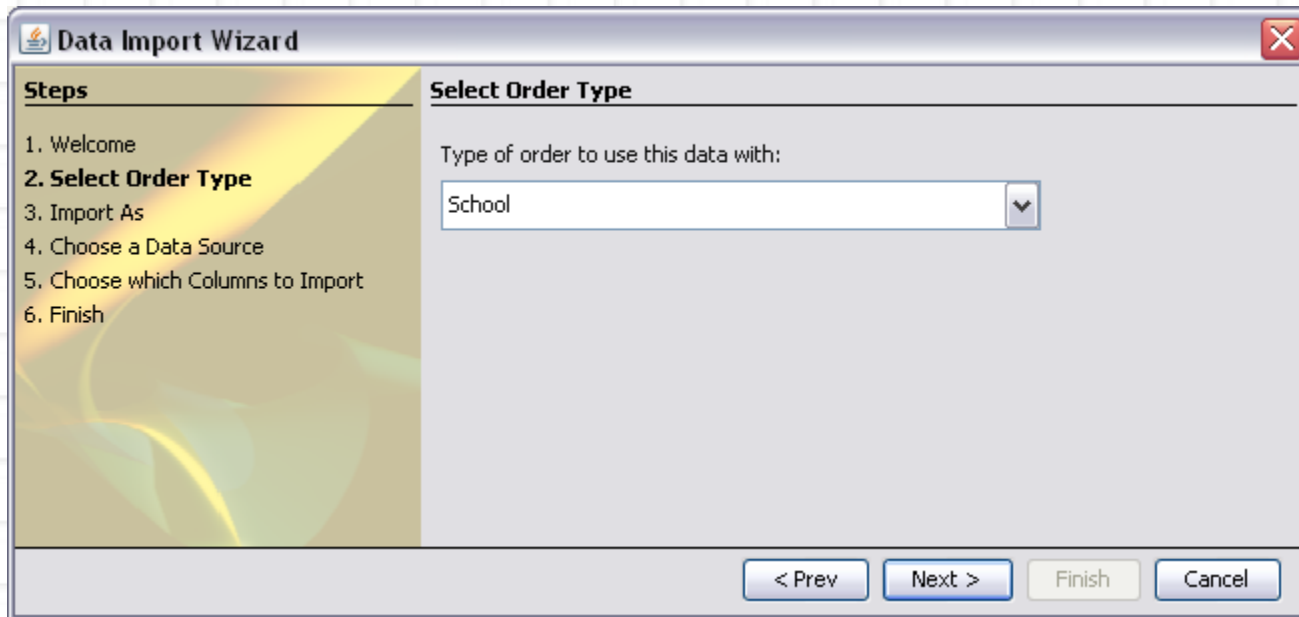 Data Import Wizard
Steps
1. Welcome
2. Select Order Type
3. Import As
4. Choose a Data Source
5. Choose which Columns to Import
6. Finish
Select Order Type
Type of order to use this data with:
School
< Prev
Next >
Finish
Cancel